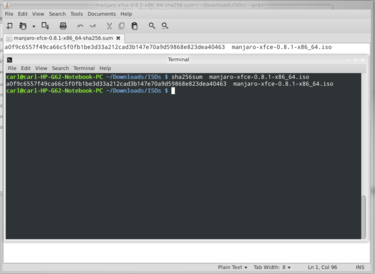 manjaro-xfce-0.8.1-x86_64-sha256.sum
File Edit View Search Tools Documents Help
manjaro-xfce-0.8.1-x86_64-sha256.sum
a0f9c6557f49ca66c5f0fb1be3d33a212cad3b147e70a9d59868e823dea40463 manjaro-xfce-0.8.1-x86_64.iso
Terminal
File Edit View Search Terminal Help
carl@carl-HP-G62-Notebook-PC ~/Downloads/ISOs $ sha256sum manjaro-xfce-0.8.1-x86_64.iso
a0f9c6557f49ca66c5f0fb1be3d33a212cad3b147e70a9d59868e823dea40463 manjaro-xfce-0.8.1-x86_64.iso
carl@carl-HP-G62-Notebook-PC ~/Downloads/ISOs $
Plain Text Tab Width: 8 Ln 1, Col 96 INS